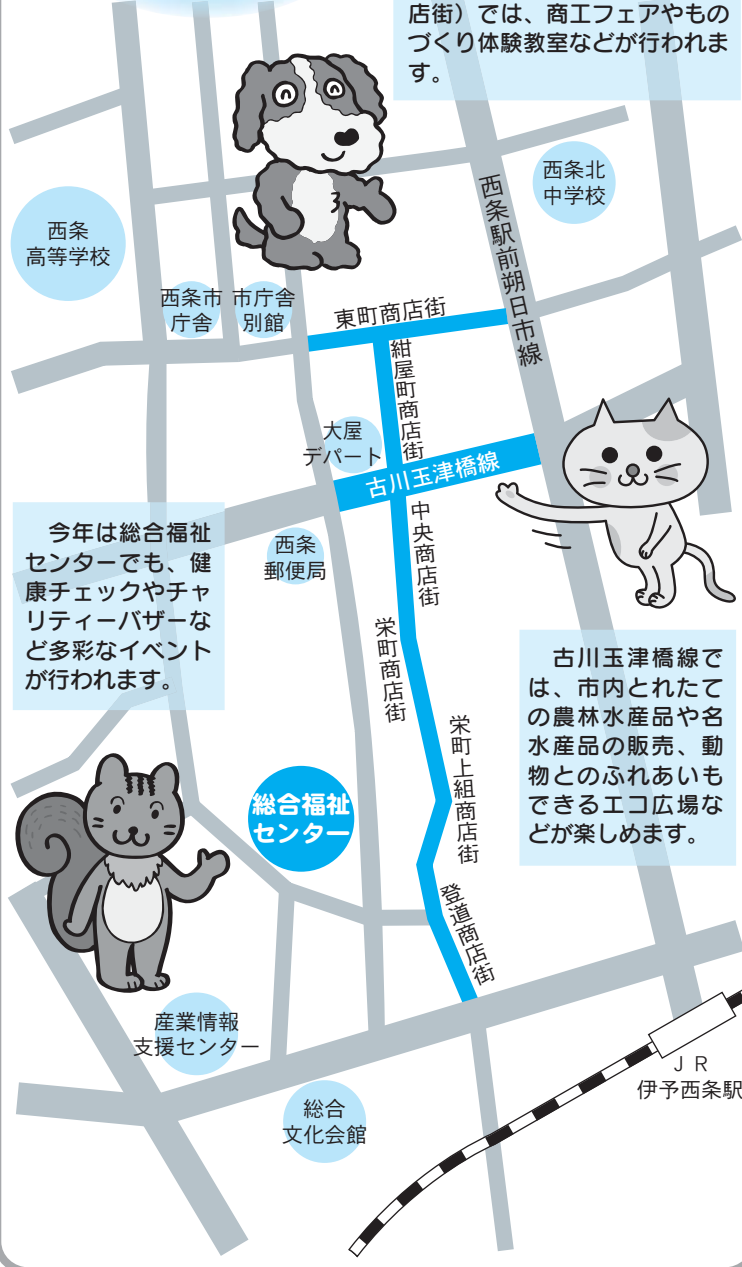 店街）では、商工フェアやもの
づくり体験教室などが行われま
す。
西条北
中学校
西条駅前朔日市線
西条
高等学校
西条市
庁舎
市庁舎
別館
東町商店街
紺屋町商店街
大屋
デパート
古川玉津橋線
中央商店街
西条
郵便局
　今年は総合福祉
センターでも、健
康チェックやチャ
リティーバザーな
ど多彩なイベント
が行われます。
栄町商店街
　古川玉津橋線で
は、市内とれたて
の農林水産品や名
水産品の販売、動
物とのふれあいも
できるエコ広場な
どが楽しめます。
栄町上組商店街
総合福祉
センター
登道商店街
産業情報
支援センター
ＪＲ
伊予西条駅
総合
文化会館